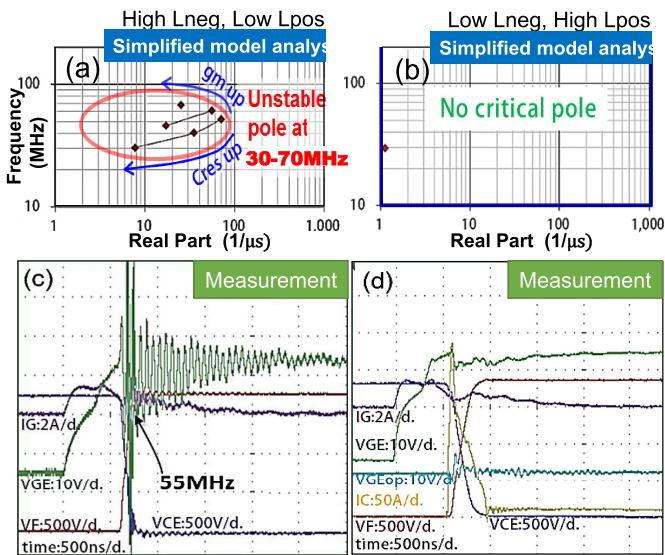 High Lneg, Low Lpos
Low Lneg, High Lpos
Simplified model analys
(a)
gm up
Unstable
pole at
30-70MHz
Cres up
Frequency
(MHz)
100
10
1
10
100
1.000
Real Part (1/μs)
Simplified model analys
(b)
No critical pole
100
10
1
10
100
1,000
Real Part (1/μs)
(c)
Measurement
IG:2A/d.
VGE:10V/d.
55MHz
VF:500V/d.
VCE:500V/d.
time:500ns/d.
(d)
Measurement
IG:2A/d.
VGE:10V/d.
VGEop:10V/d.
IC:50A/d.
VF:500V/d.
VCE:500V/d.
time:500ns/d.